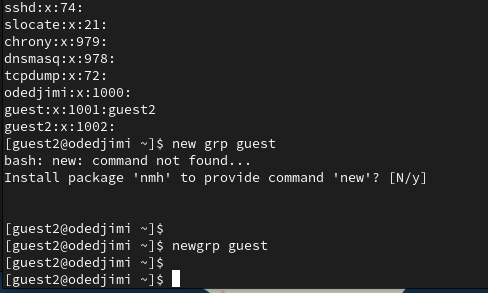 sshd:x:74:
slocate:x:21:
chrony:x:979:
dnsmasq:x:978:
tcpdump:x:72:
odedjimi:x:1000:
guest:x:1001:guest2
guest2:x:1002:
[guest2@odedjimi ~]$ new grp guest
bash: new: command not found...
Install package 'nmh' to provide command 'new'? [N/y]
[guest2@odedjimi ~]$
[guest2@odedjimi ~]$ newgrp guest
[guest2@odedjimi ~]$
[guest2@odedjimi ~]$